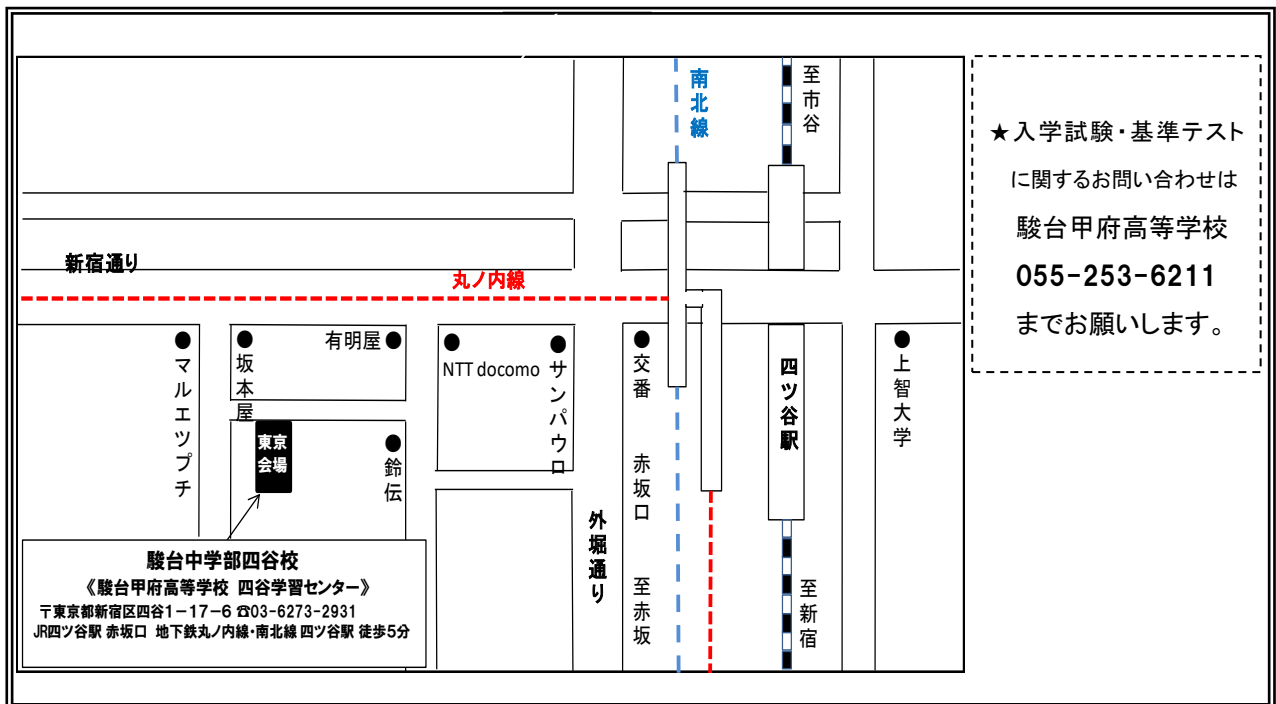 南北線
至市谷
新宿通り
丸ノ内線
マルエツプチ
坂本屋
有明屋
NTT docomo
サンパウロ
交番
四ツ谷駅
上智大学
東京
会場
鈴伝
赤坂口
外堀通り
至赤坂
至新宿
駿台中学部四谷校
《駿台甲府高等学校 四谷学習センター》
〒東京都新宿区四谷1-17-6 ☎03-6273-2931
JR四ツ谷駅 赤坂口 地下鉄丸ノ内線・南北線 四ツ谷駅 徒歩5分
★入学試験・基準テスト
に関するお問い合わせは
駿台甲府高等学校
055-253-6211
までお願いします。